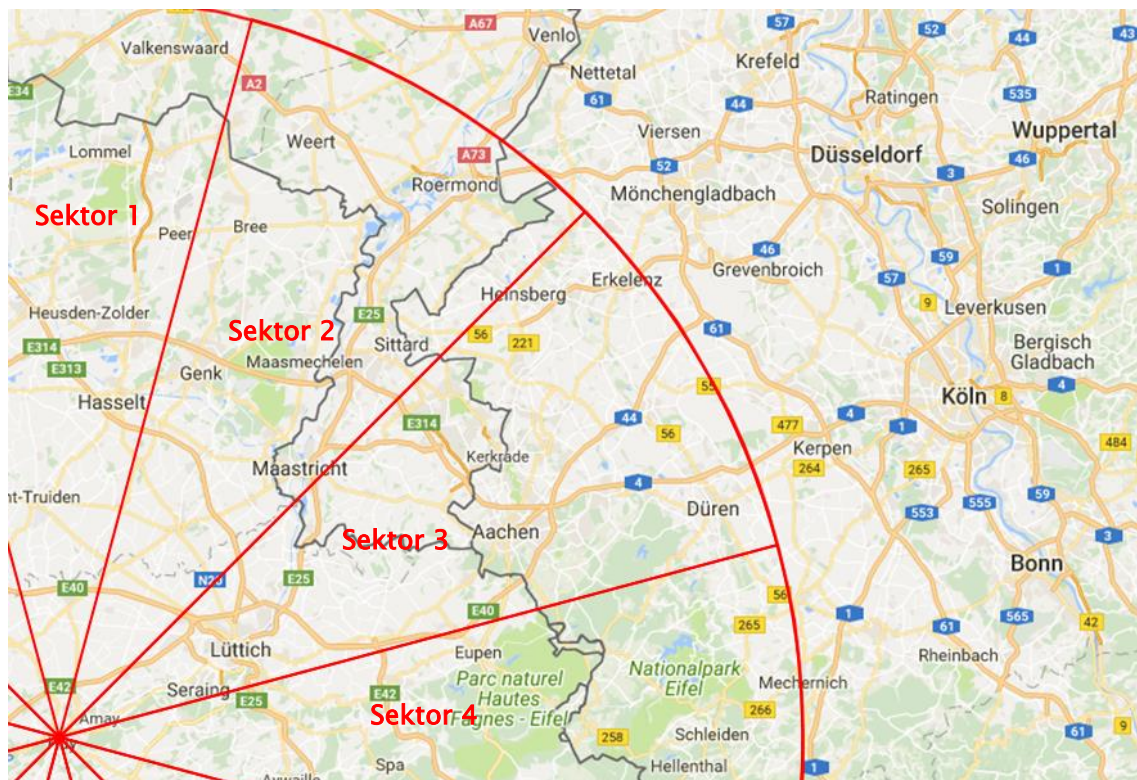 57
52
44
43
A67
Venlo
Valkenswaard
Krefeld
A2
Nettetal
E34
61
44
Ratingen
535
Weert
Viersen
Wuppertal
Lommel
A73
52
Düsseldorf
46
3
Roermond
Mönchengladbach
Solingen
Sektor 1
Peer
Bree
46
59
1
Grevenbroich
57
Erkelenz
Heinsberg
9
Leverkusen
Heusden-Zolder
E25
Sektor 2
61
56
221
Sittard
Bergisch
Gladbach
E314
E313
Maasmechelen
Genk
55
4
Köln
8
Hasselt
44
4
E314
56
477
1
484
Kerpen
Kerkrade
Maastricht
264
265
4
59
nt-Truiden
555
Düren
553
Aachen
3
Sektor 3
Bonn
E40
N20
E25
56
E40
1
565
42
265
61
Lüttich
Eupen
Rheinbach
Nationalpark
Eifel
Parc naturel
Hautes
Fagnes - Eifel
E42
Seraing
E25
E42
Mechernich
Sektor 4
266
Amay
61
9
258
Schleiden
Spa
Hellenthal
1
Aywaille